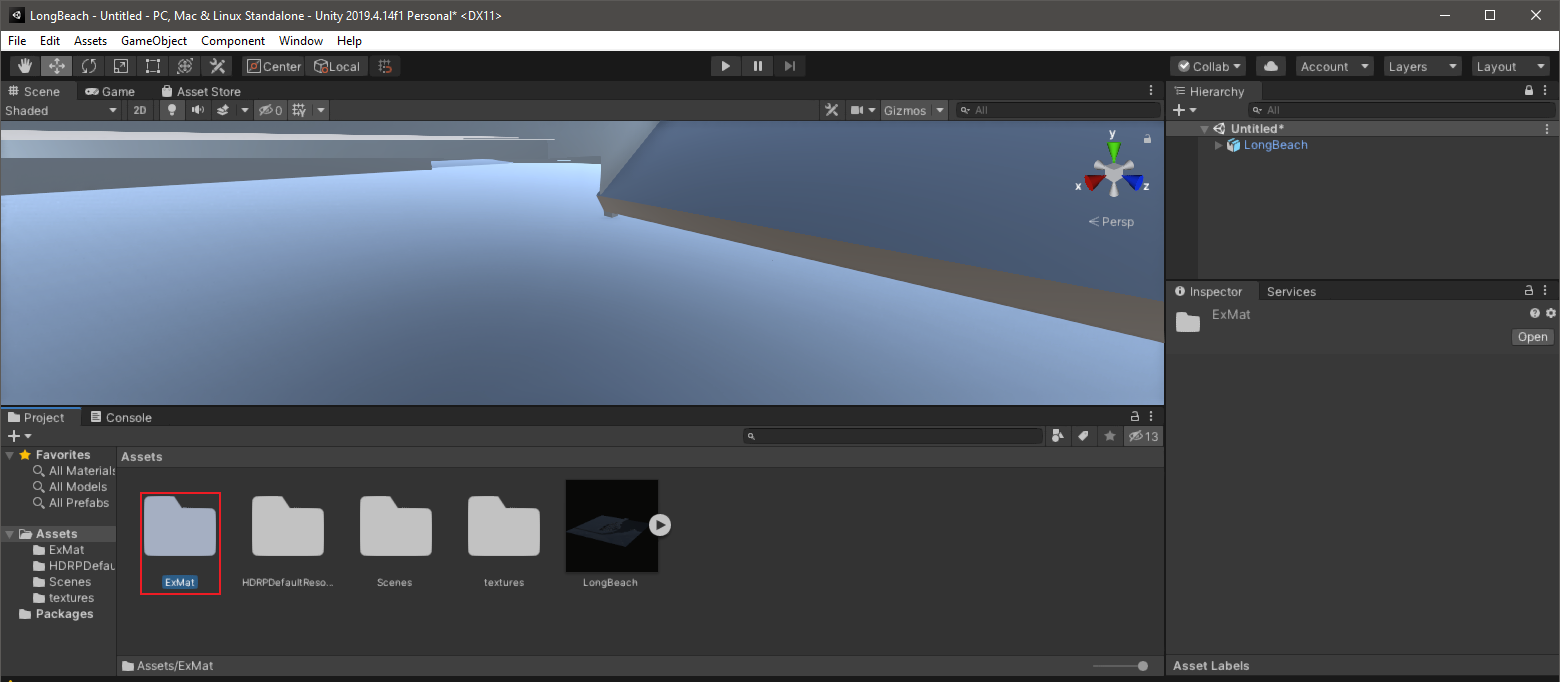 LongBeach - Untitled - PC, Mac & Linux Standalone - Unity 2019.4.14f1 Personal* <DX11>
File Edit Assets GameObject Component Window Help
Center Local Collab Account Layers Layout
Scene Game Asset Store
Shaded 2D 0 Gizmos All
y
x z
Persp
Hierarchy
All
Untitled*
LongBeach
Inspector Services
ExMat
Open
Asset Labels
Project Console
13
Favorites
All Materials
All Models
All Prefabs
Assets
ExMat
HDRPDefau
Scenes
textures
Packages
Assets
ExMat HDRPDefaultReso... Scenes textures LongBeach
Assets/ExMat